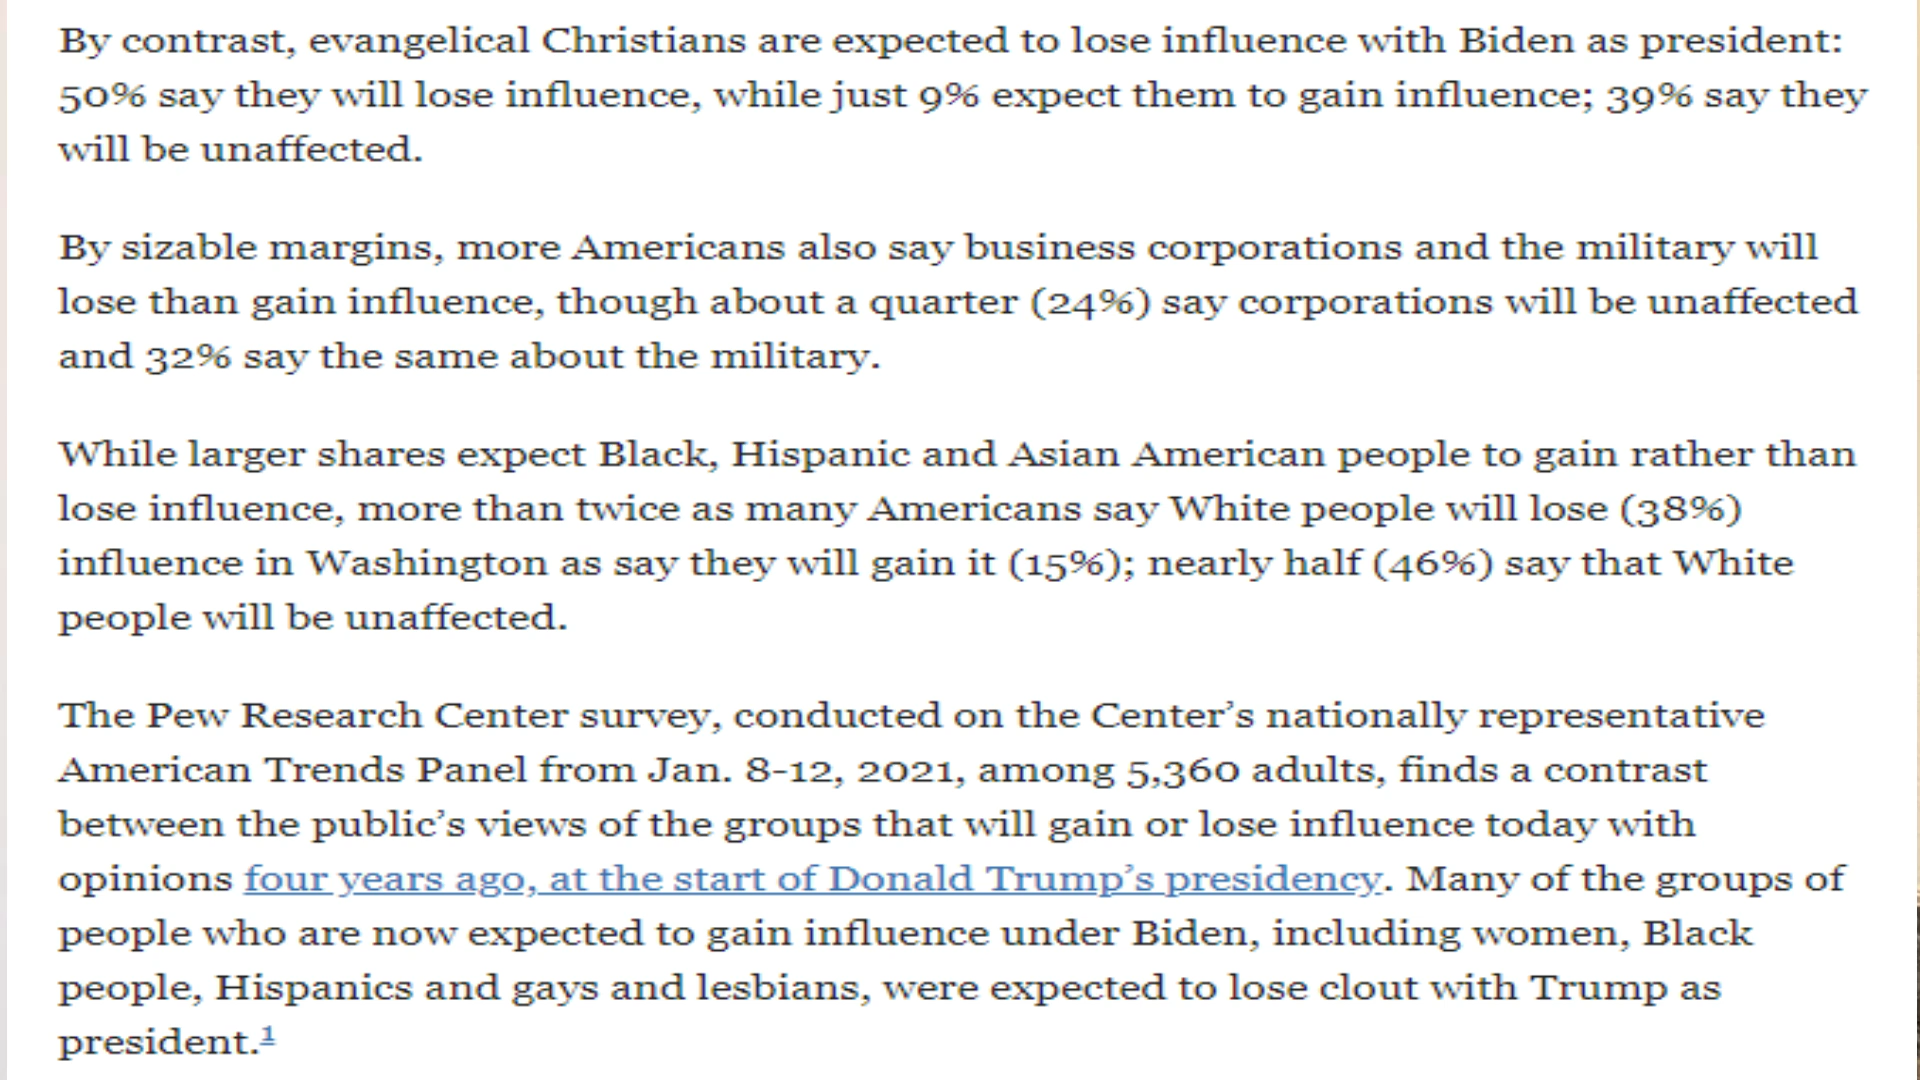 By contrast, evangelical Christians are expected to lose influence with Biden as president:
50% say they will lose influence, while just 9% expect them to gain influence; 39% say they
will be unaffected.
By sizable margins, more Americans also say business corporations and the military will
lose than gain influence, though about a quarter (24%) say corporations will be unaffected
and 32% say the same about the military.
While larger shares expect Black, Hispanic and Asian American people to gain rather than
lose influence, more than twice as many Americans say White people will lose (38%)
influence in Washington as say they will gain it (15%); nearly half (46%) say that White
people will be unaffected.
The Pew Research Center survey, conducted on the Center’s nationally representative
American Trends Panel from Jan. 8-12, 2021, among 5,360 adults, finds a contrast
between the public’s views of the groups that will gain or lose influence today with
opinions four years ago, at the start of Donald Trump’s presidency. Many of the groups of
people who are now expected to gain influence under Biden, including women, Black
people, Hispanics and gays and lesbians, were expected to lose clout with Trump as
president.1